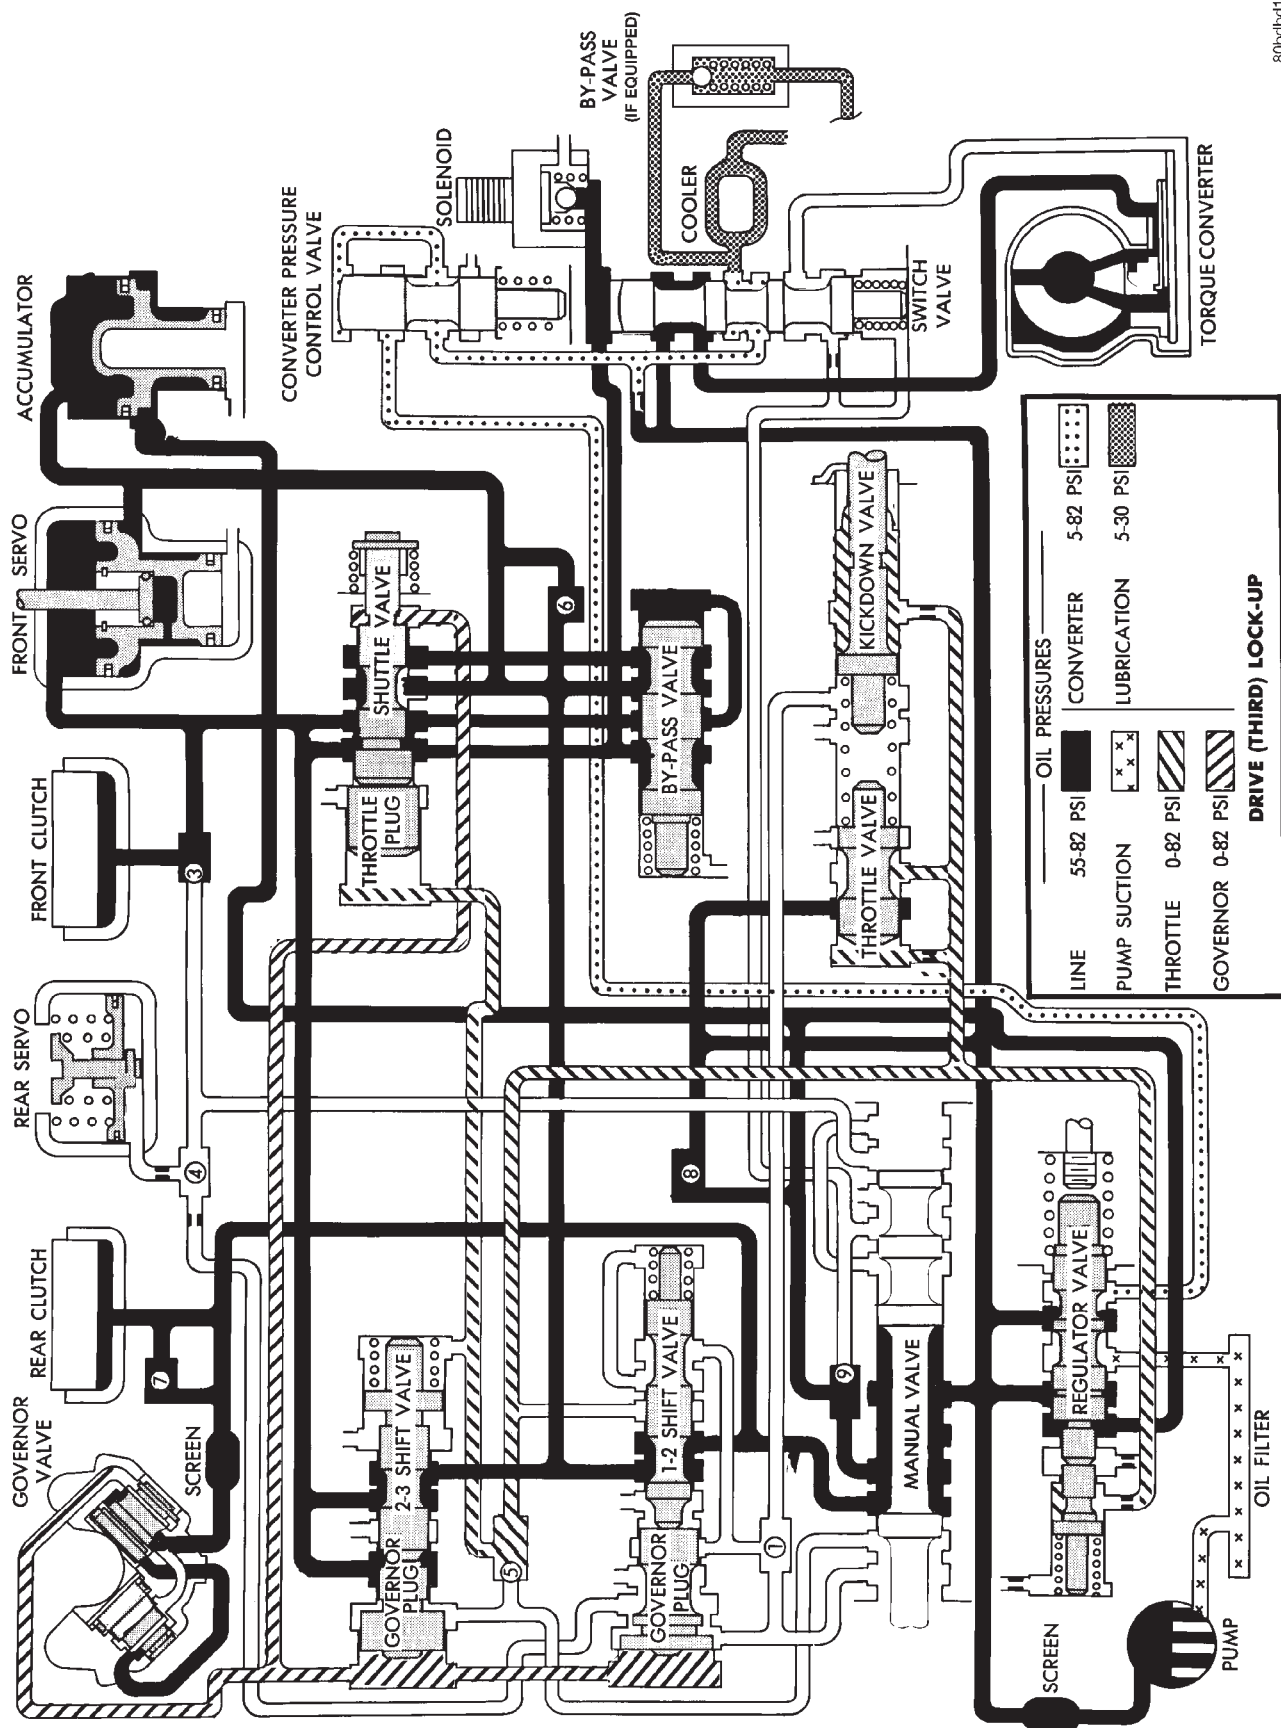 GOVERNOR
VALVE
REAR CLUTCH
REAR SERVO
FRONT CLUTCH
FRONT SERVO
ACCUMULATOR
SCREEN
7
4
3
CONVERTER PRESSURE
CONTROL VALVE
SOLENOID
BY-PASS
VALVE
(IF EQUIPPED)
GOVERNOR
PLUG
2-3 SHIFT VALVE
THROTTLE
PLUG
SHUTTLE VALVE
5
6
COOLER
GOVERNOR
PLUG
1-2 SHIFT VALVE
8
BY-PASS VALVE
1
9
MANUAL VALVE
THROTTLE VALVE
KICKDOWN VALVE
SWITCH
VALVE
SCREEN
REGULATOR VALVE
PUMP
OIL FILTER
OIL PRESSURES
LINE 55-82 PSI
CONVERTER 5-82 PSI
PUMP SUCTION
LUBRICATION 5-30 PSI
THROTTLE 0-82 PSI
GOVERNOR 0-82 PSI
DRIVE (THIRD) LOCK-UP
TORQUE CONVERTER